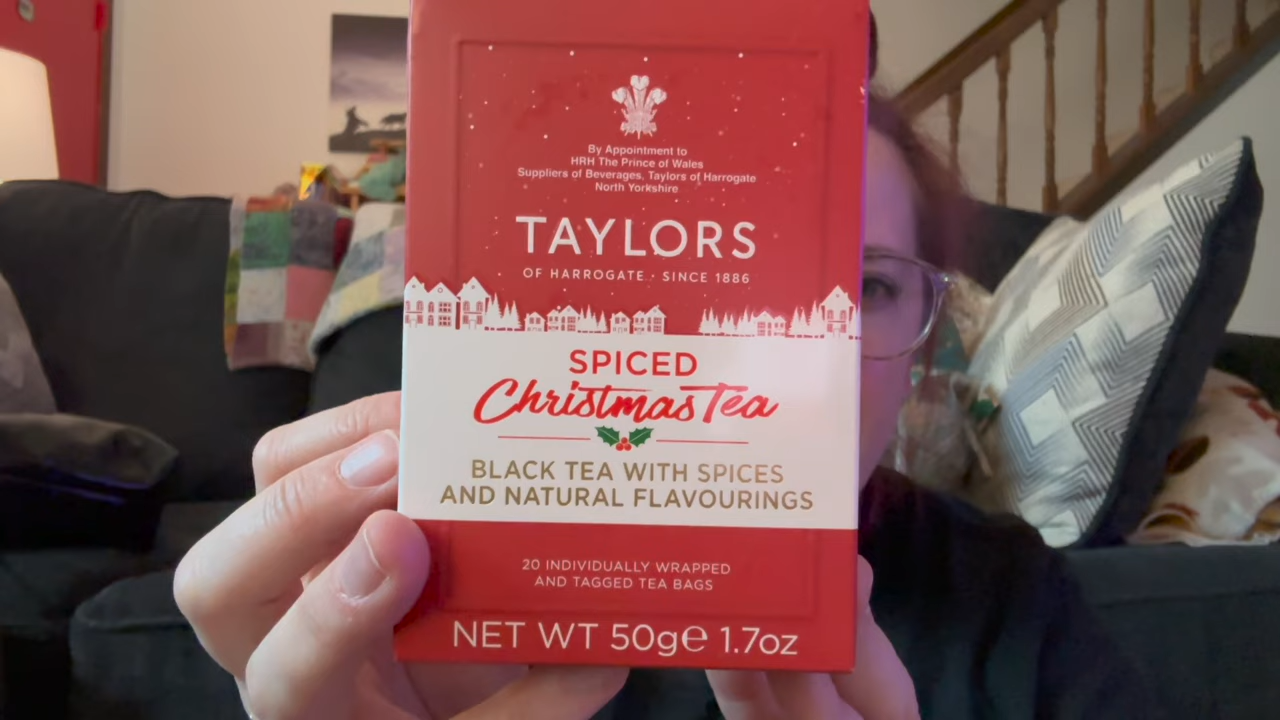 By Appointment to
HRH The Prince of Wales
Suppliers of Beverages, Taylors of Harrogate
North Yorkshire
TAYLORS
OF HARROGATE · SINCE 1886
SPICED
Christmas Tea
BLACK TEA WITH SPICES
AND NATURAL FLAVOURINGS
20 INDIVIDUALLY WRAPPED
AND TAGGED TEA BAGS
NET WT 50g℮ 1.7oz